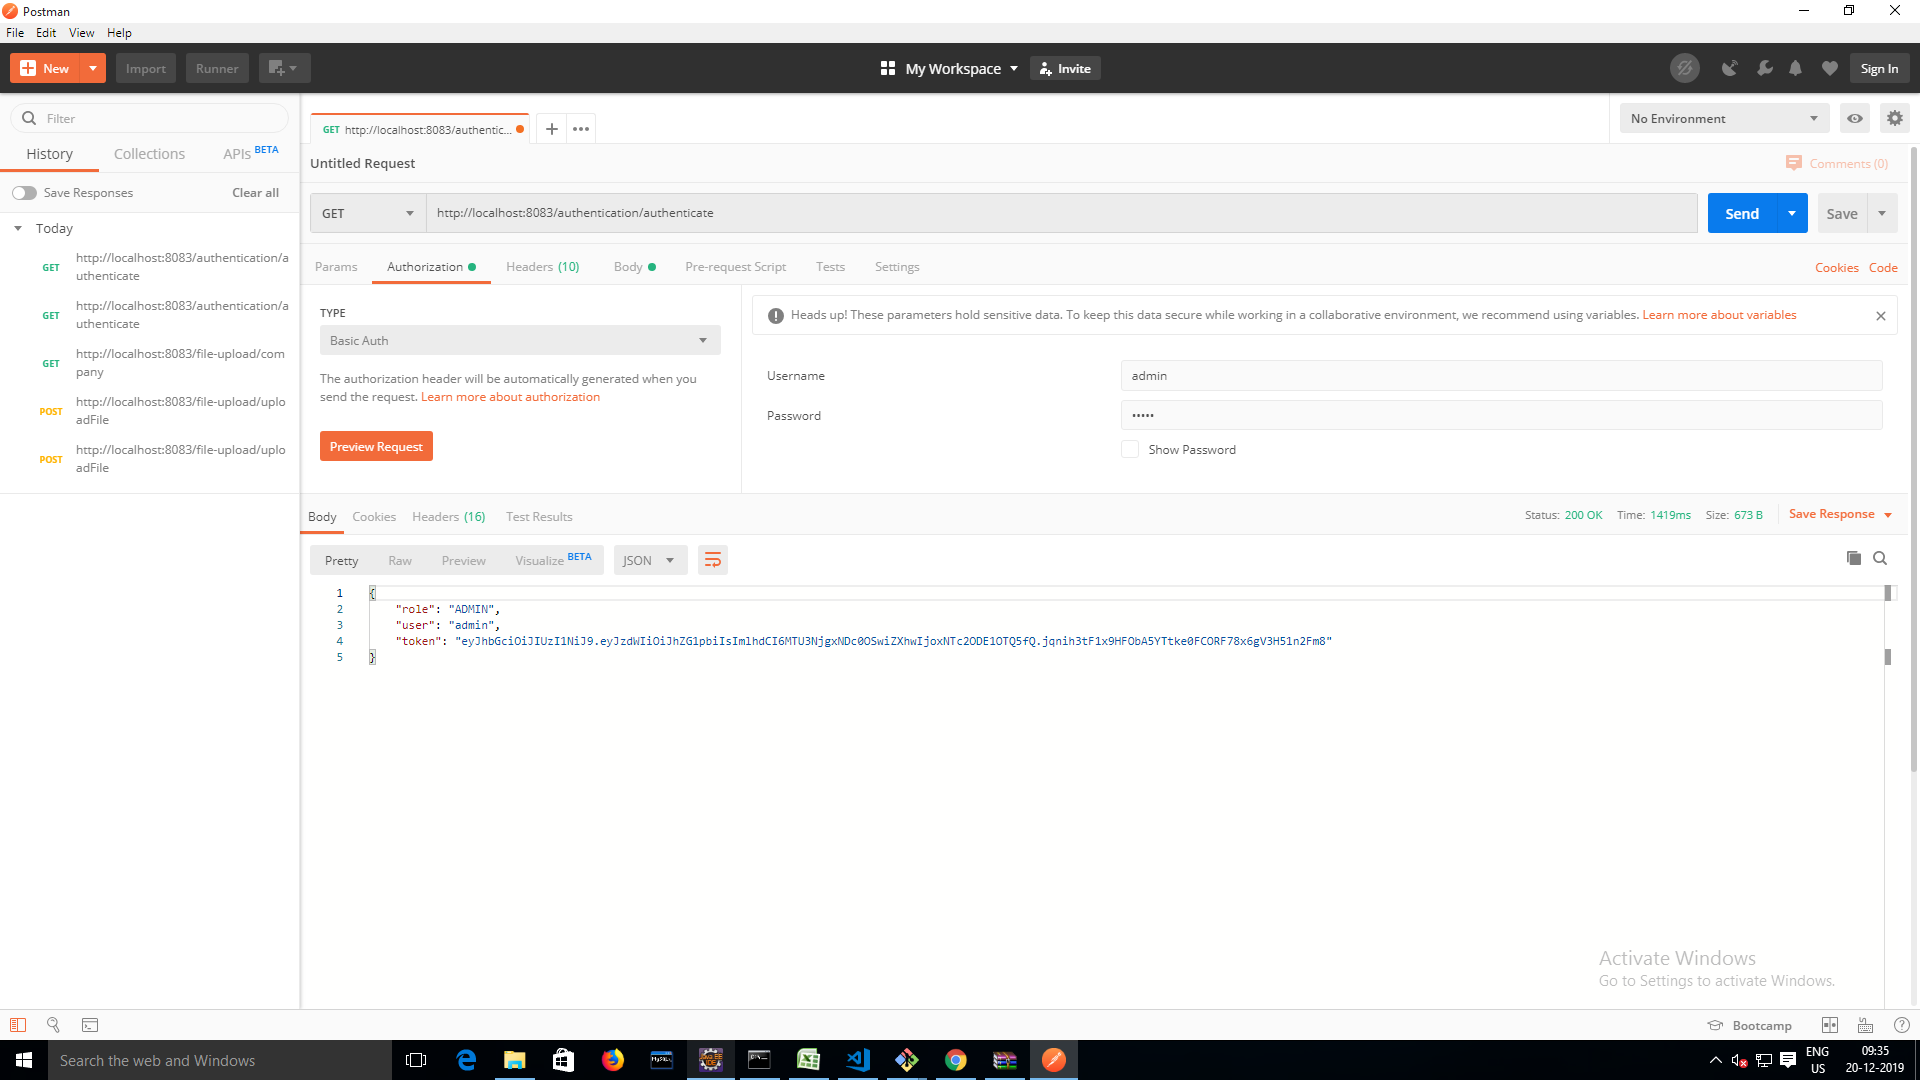 Postman
File Edit View Help
New Import Runner My Workspace Invite Sign In
Filter
History Collections APIs BETA
Save Responses Clear all
Today
GET http://localhost:8083/authentication/a
uthenticate
GET http://localhost:8083/authentication/a
uthenticate
GET http://localhost:8083/file-upload/com
pany
POST http://localhost:8083/file-upload/uplo
adFile
POST http://localhost:8083/file-upload/uplo
adFile
GET http://localhost:8083/authentic...
No Environment
Untitled Request
Comments (0)
GET http://localhost:8083/authentication/authenticate Send Save
Params Authorization Headers (10) Body Pre-request Script Tests Settings Cookies Code
TYPE
Basic Auth
The authorization header will be automatically generated when you
send the request. Learn more about authorization
Preview Request
Heads up! These parameters hold sensitive data. To keep this data secure while working in a collaborative environment, we recommend using variables. Learn more about variables
Username admin
Password •••••
Show Password
Body Cookies Headers (16) Test Results Status: 200 OK Time: 1419ms Size: 673 B Save Response
Pretty Raw Preview Visualize BETA JSON
1 {
2 "role": "ADMIN",
3 "user": "admin",
4 "token": "eyJhbGciOiJIUzI1NiJ9.eyJzdWIiOiJhZG1pbiIsImlhdCI6MTU3NjgxNDc0OSwiZXhwIjoxNTc2ODE1OTQ5fQ.jqnih3tF1x9HFObA5YTtke0FCORF78x6gV3H51n2Fm8"
5 }
Activate Windows
Go to Settings to activate Windows.
Bootcamp
Search the web and Windows
ENG
US
09:35
20-12-2019